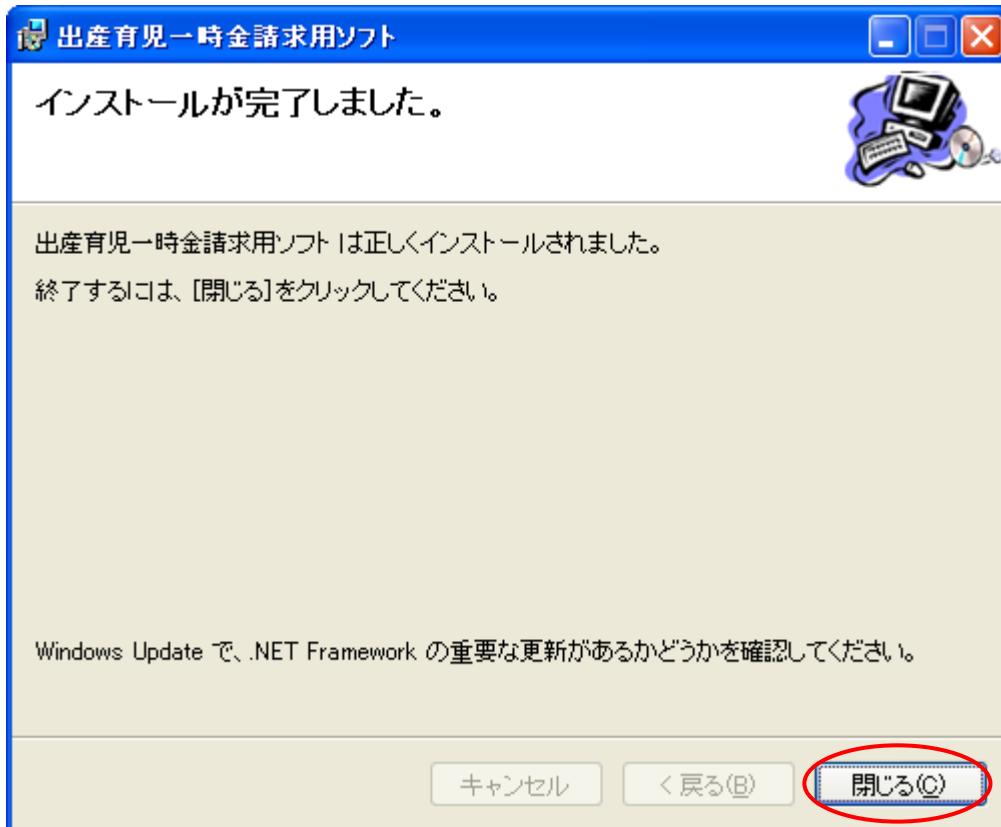 出産育児一時金請求用ソフト
インストールが完了しました。
出産育児一時金請求用ソフト は正しくインストールされました。
終了するには、[閉じる]をクリックしてください。
Windows Update で、.NET Framework の重要な更新があるかどうかを確認してください。
キャンセル
< 戻る(B)
閉じる(C)